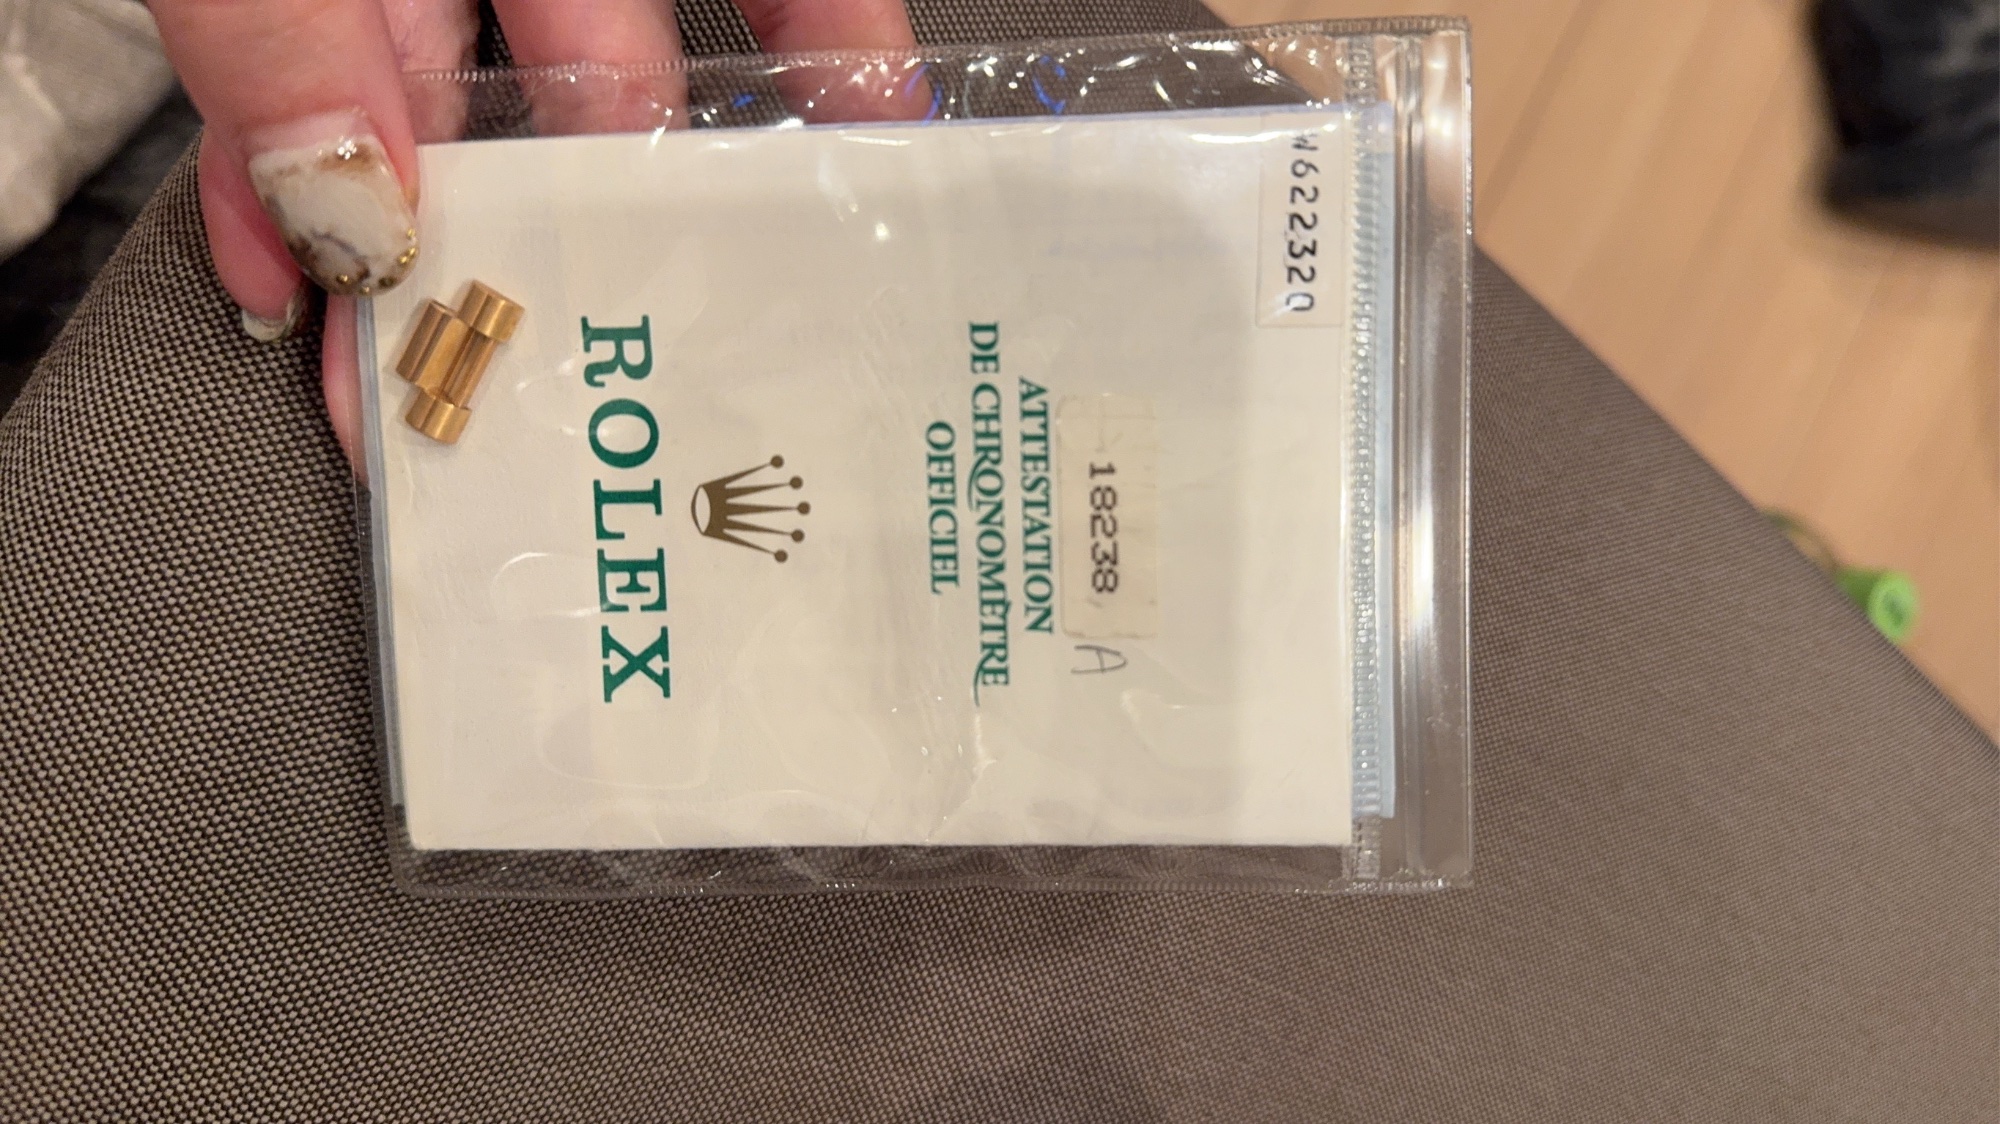 W622320
18238, A
ATTESTATION
DE CHRONOMÈTRE
OFFICIEL
ROLEX